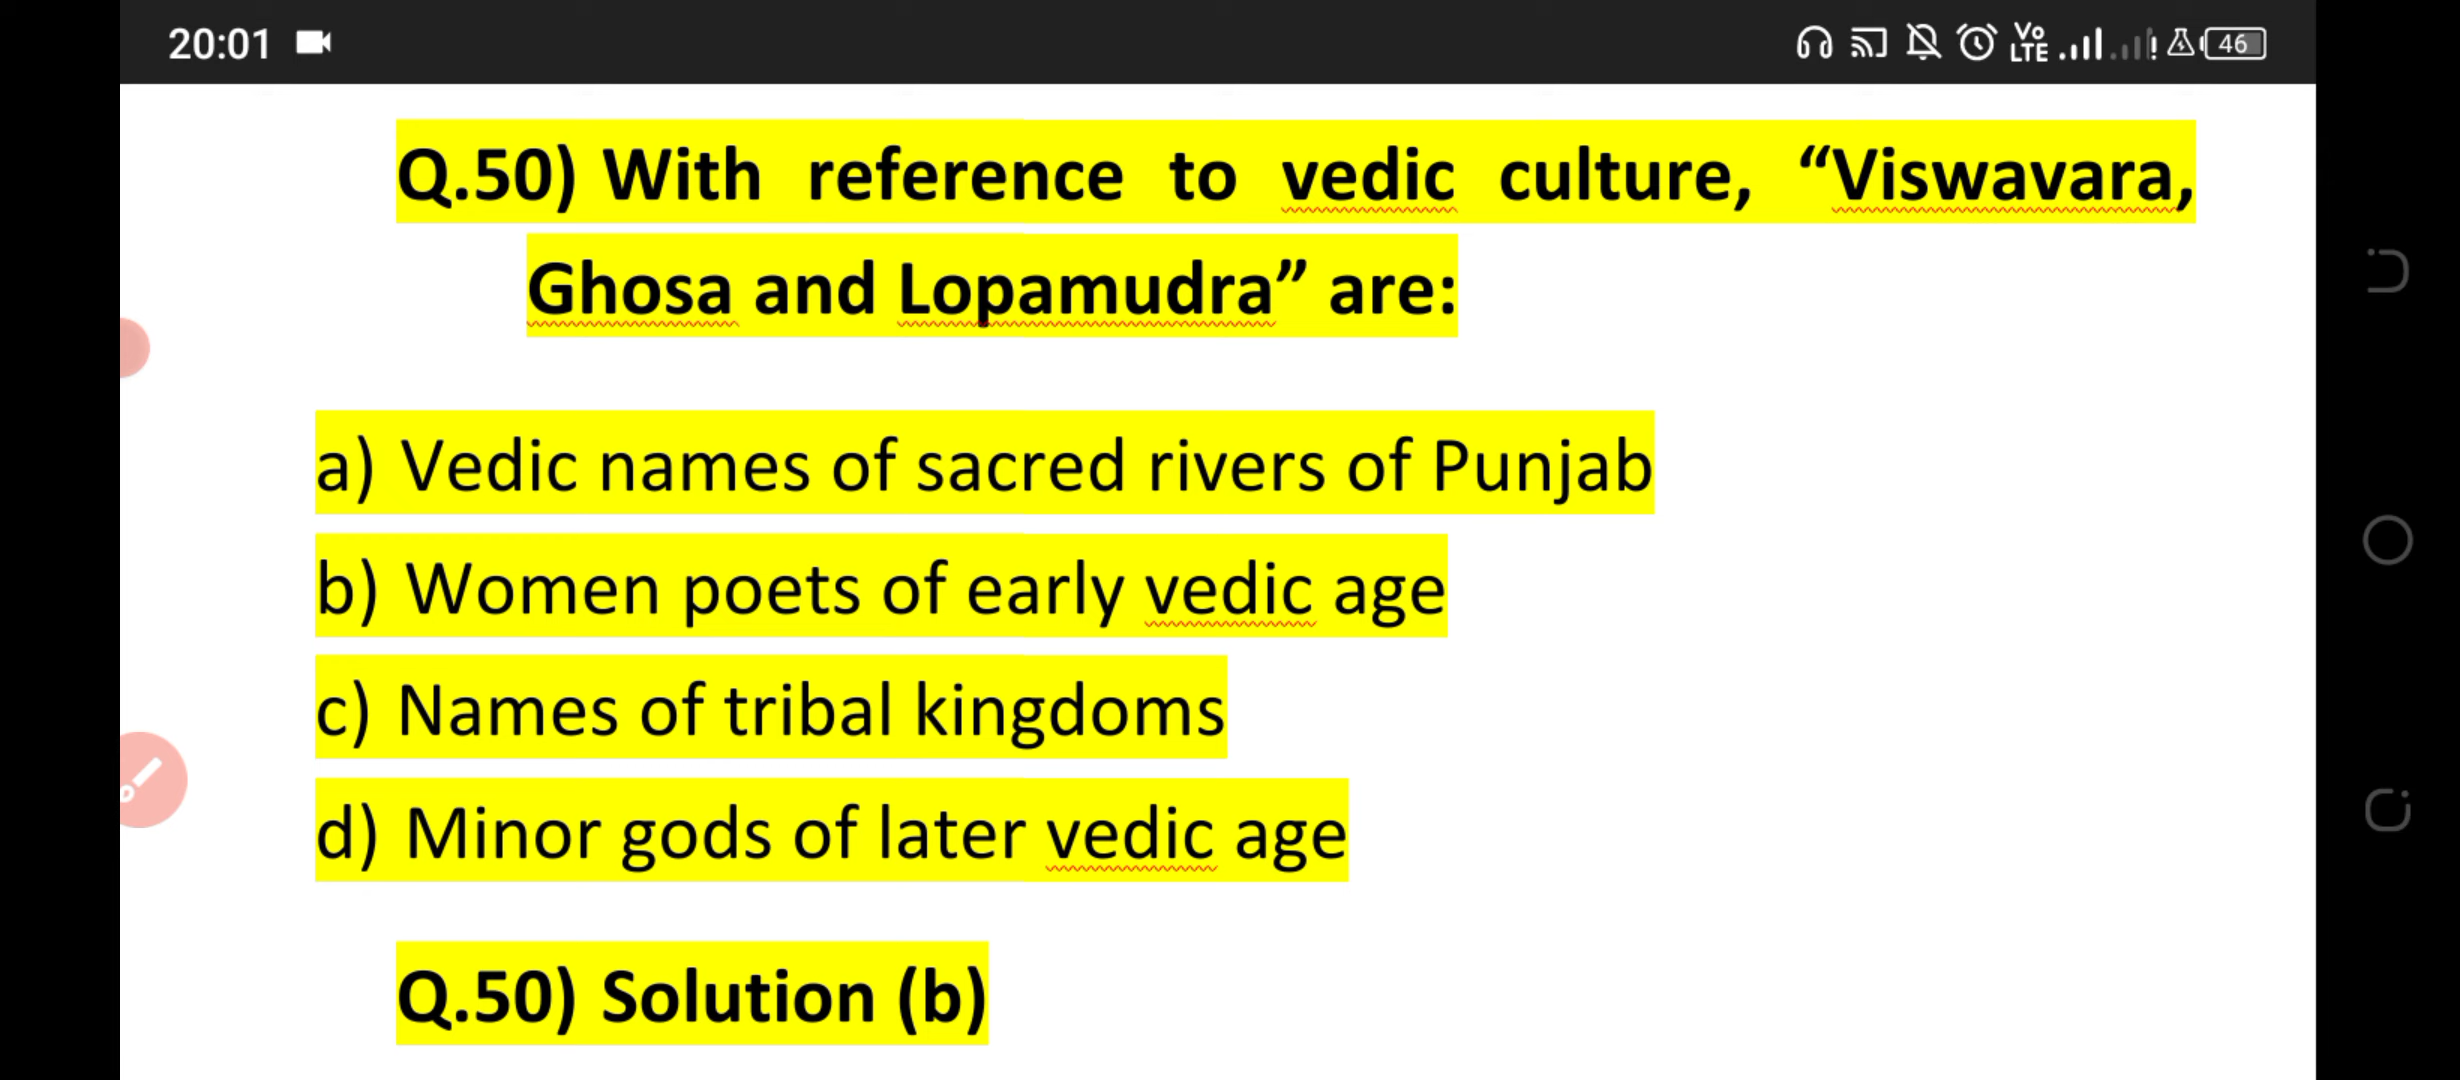 20:01 Vo LTE 46
Q.50) With reference to vedic culture, “Viswavara,
Ghosa and Lopamudra” are:
a) Vedic names of sacred rivers of Punjab
b) Women poets of early vedic age
c) Names of tribal kingdoms
d) Minor gods of later vedic age
Q.50) Solution (b)